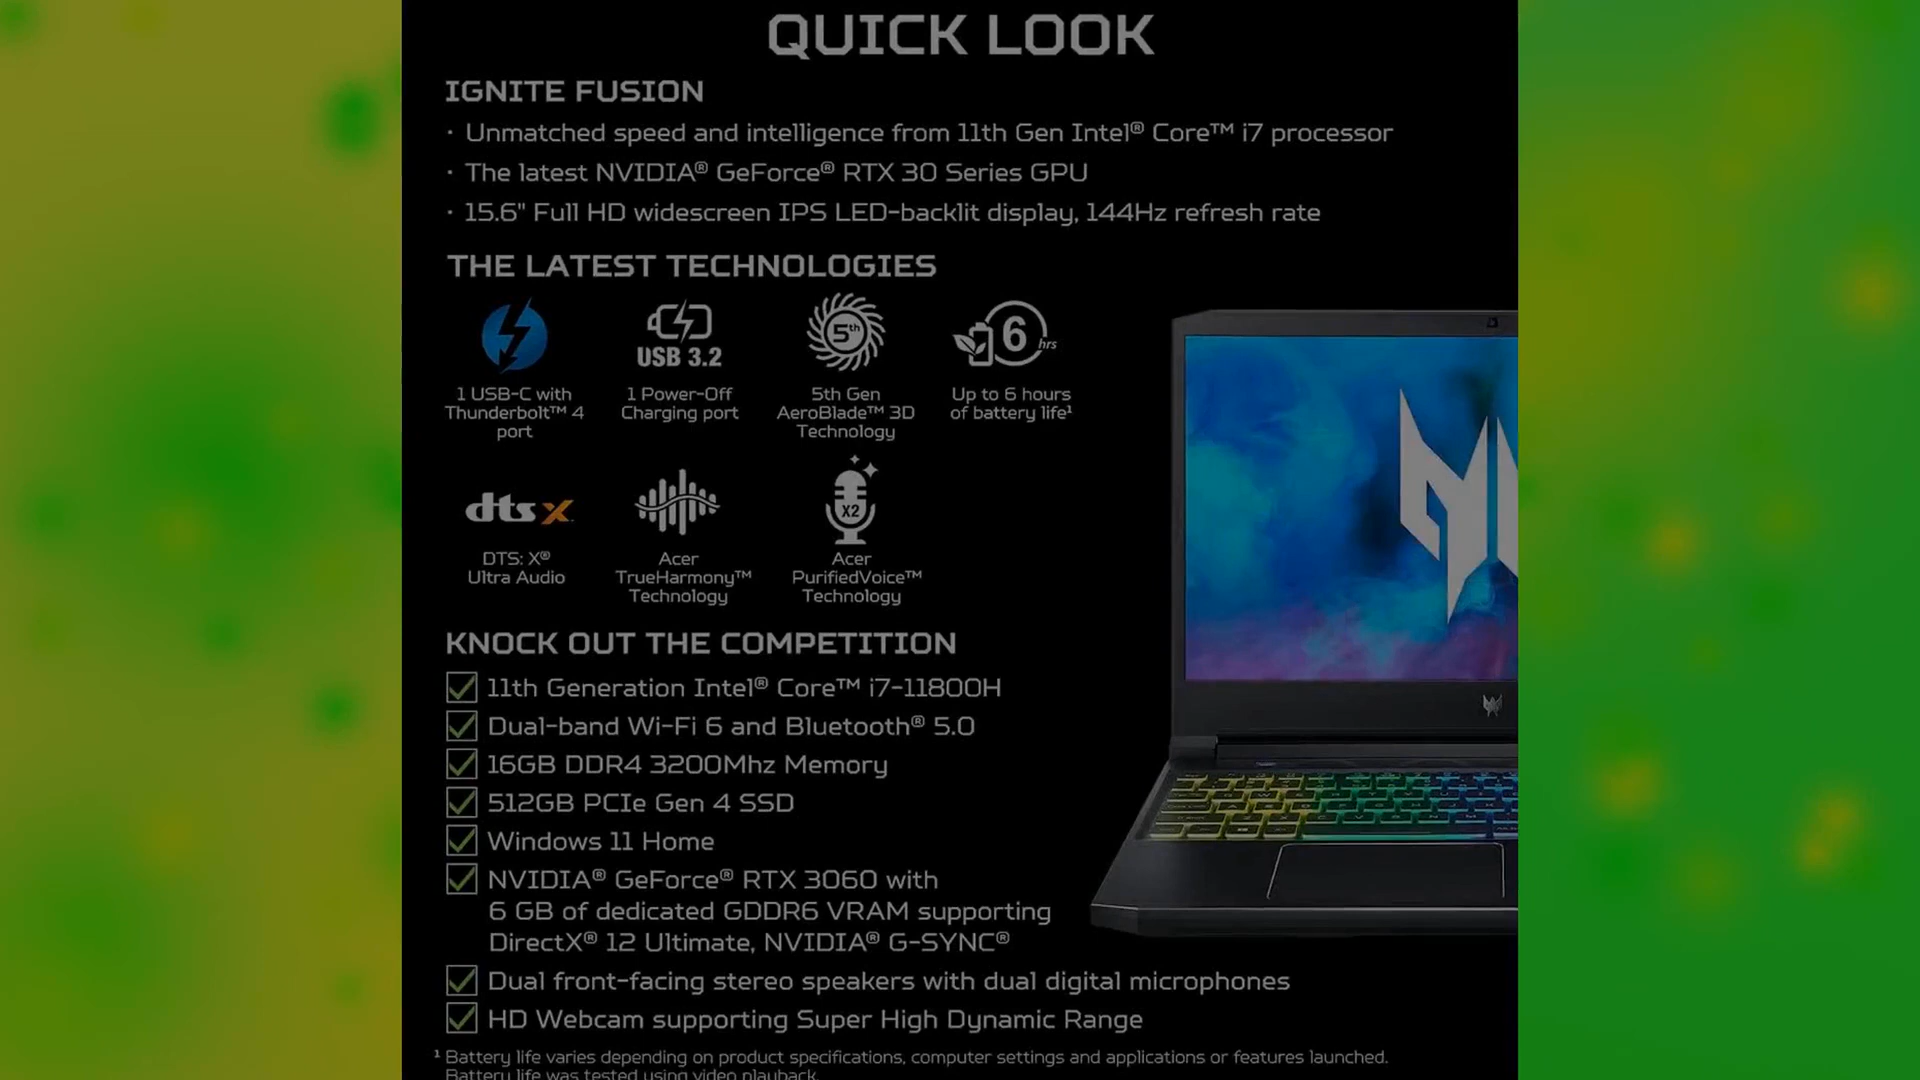 QUICK LOOK
IGNITE FUSION
· Unmatched speed and intelligence from 11th Gen Intel® Core™ i7 processor
· The latest NVIDIA® GeForce® RTX 30 Series GPU
· 15.6" Full HD widescreen IPS LED-backlit display, 144Hz refresh rate
THE LATEST TECHNOLOGIES
USB 3.2
5th
6 hrs
1 USB-C with
Thunderbolt™ 4
port
1 Power-Off
Charging port
5th Gen
AeroBlade™ 3D
Technology
Up to 6 hours
of battery life¹
dts X
X2
DTS: X®
Ultra Audio
Acer
TrueHarmony™
Technology
Acer
PurifiedVoice™
Technology
KNOCK OUT THE COMPETITION
11th Generation Intel® Core™ i7-11800H
Dual-band Wi-Fi 6 and Bluetooth® 5.0
16GB DDR4 3200Mhz Memory
512GB PCIe Gen 4 SSD
Windows 11 Home
NVIDIA® GeForce® RTX 3060 with
6 GB of dedicated GDDR6 VRAM supporting
DirectX® 12 Ultimate, NVIDIA® G-SYNC®
Dual front-facing stereo speakers with dual digital microphones
HD Webcam supporting Super High Dynamic Range
¹ Battery life varies depending on product specifications, computer settings and applications or features launched.
Battery life was tested using video playback.